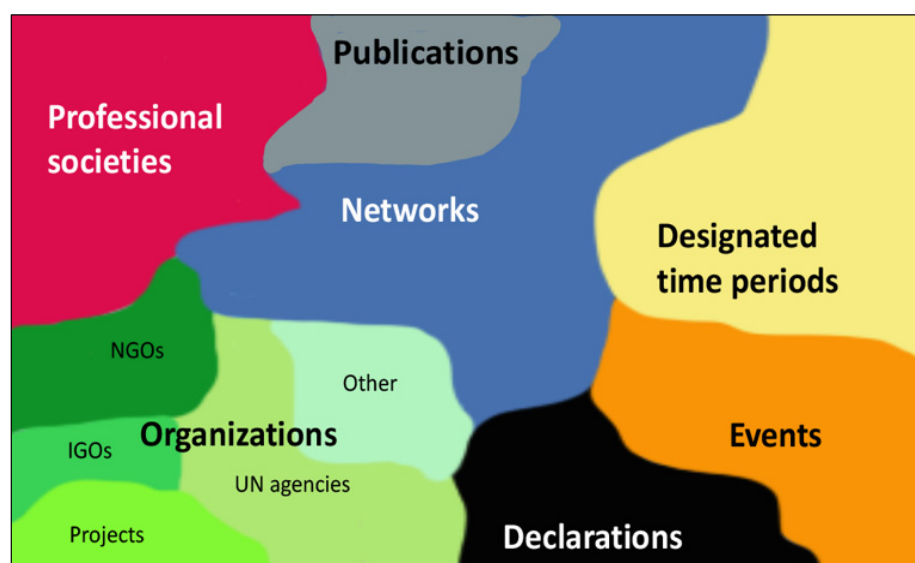 Publications
Professional
societies
Networks
Designated
time periods
NGOs
Other
Organizations
Events
IGOs
UN agencies
Projects
Declarations